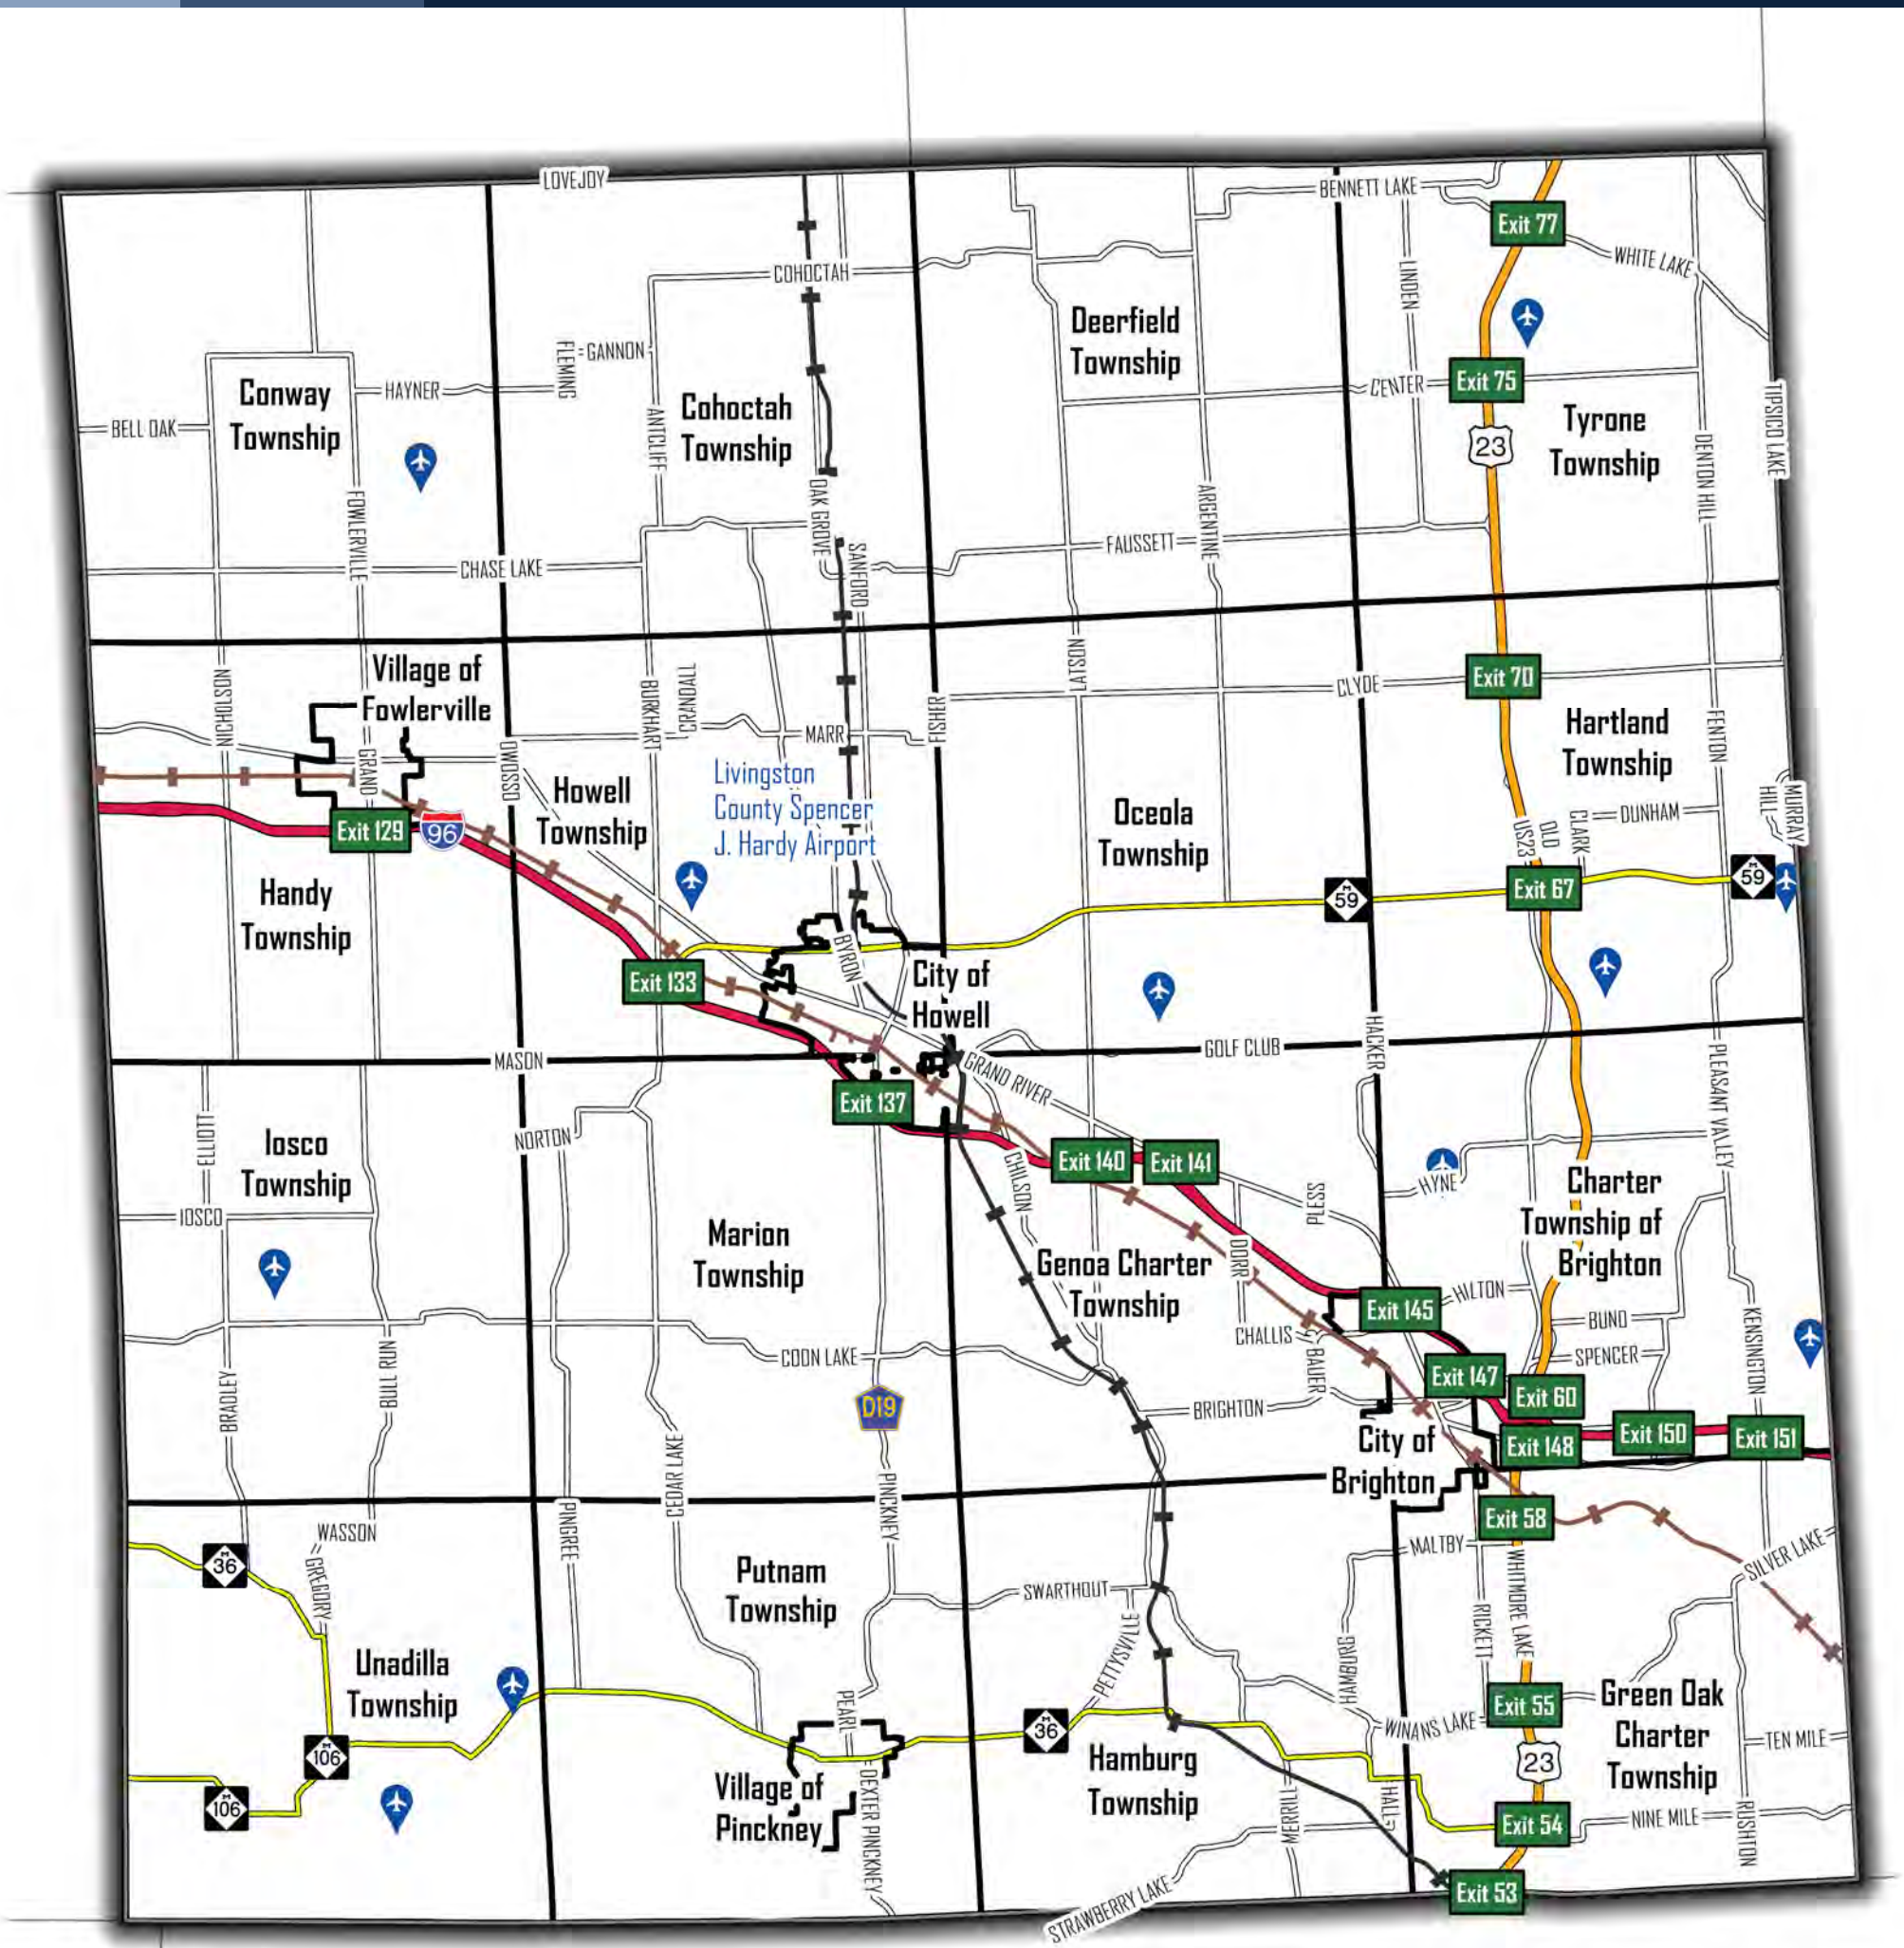 LOVEJOY
BENNETT LAKE
Exit 77
WHITE LAKE
COHOCTAH
LINDEN
Deerfield
Township
FLEMING
GANNON
Exit 75
CENTER
Conway
Township
HAYNER
Cohoctah
Township
ANTCLIFF
BELL OAK
23
Tyrone
Township
TIPSICO LAKE
DENTON HILL
FOWLERVILLE
OAK GROVE
ARGENTINE
FAUSSETT
SANFORD
CHASE LAKE
Village of
Fowlerville
NICHOLSON
BURKHART
CRANDALL
LATSON
Exit 70
CLYDE
FISHER
MARR
Hartland
Township
FENTON
GRAND
OWOSSO
Livingston
County Spencer
J. Hardy Airport
Howell
Township
Oceola
Township
Exit 129
96
OLD
US23
CLARK
DUNHAM
MURRAY
HILL
Handy
Township
M
59
Exit 67
M
59
BYRON
Exit 133
City of
Howell
HACKER
MASON
GOLF CLUB
GRAND RIVER
PLEASANT VALLEY
Exit 137
NORTON
ELLIOTT
Iosco
Township
IOSCO
Exit 140
Exit 141
CHILSON
PLESS
HYNE
Charter
Township of
Brighton
Marion
Township
Genoa Charter
Township
DORR
HILTON
Exit 145
BUNO
KENSINGTON
CHALLIS
BAUER
SPENCER
COON LAKE
BULL RUN
BRADLEY
D19
Exit 147
Exit 60
BRIGHTON
City of
Brighton
Exit 148
Exit 150
Exit 151
CEDAR LAKE
PINCKNEY
PINGREE
WASSON
GREGORY
Exit 58
MALTBY
WHITMORE LAKE
SILVER LAKE
M
36
Putnam
Township
SWARTHOUT
PETTYSVILLE
HAMBURG
RICKETT
Unadilla
Township
PEARL
Exit 55
Green Oak
Charter
Township
WINANS LAKE
M
36
TEN MILE
M
106
23
Hamburg
Township
Village of
Pinckney
DEXTER PINCKNEY
M
106
MERRILL
HALL
Exit 54
NINE MILE
RUSHTON
Exit 53
STRAWBERRY LAKE